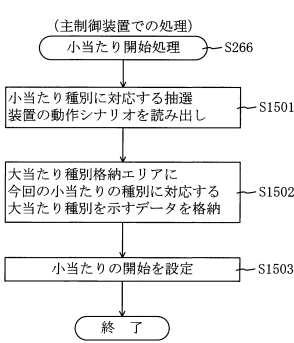 （主制御装置での処理）
小当たり開始処理
S266
小当たり種別に対応する抽選
装置の動作シナリオを読み出し
S1501
大当たり種別格納エリアに
今回の小当たりの種別に対応する
大当たり種別を示すデータを格納
S1502
小当たりの開始を設定
S1503
終 了